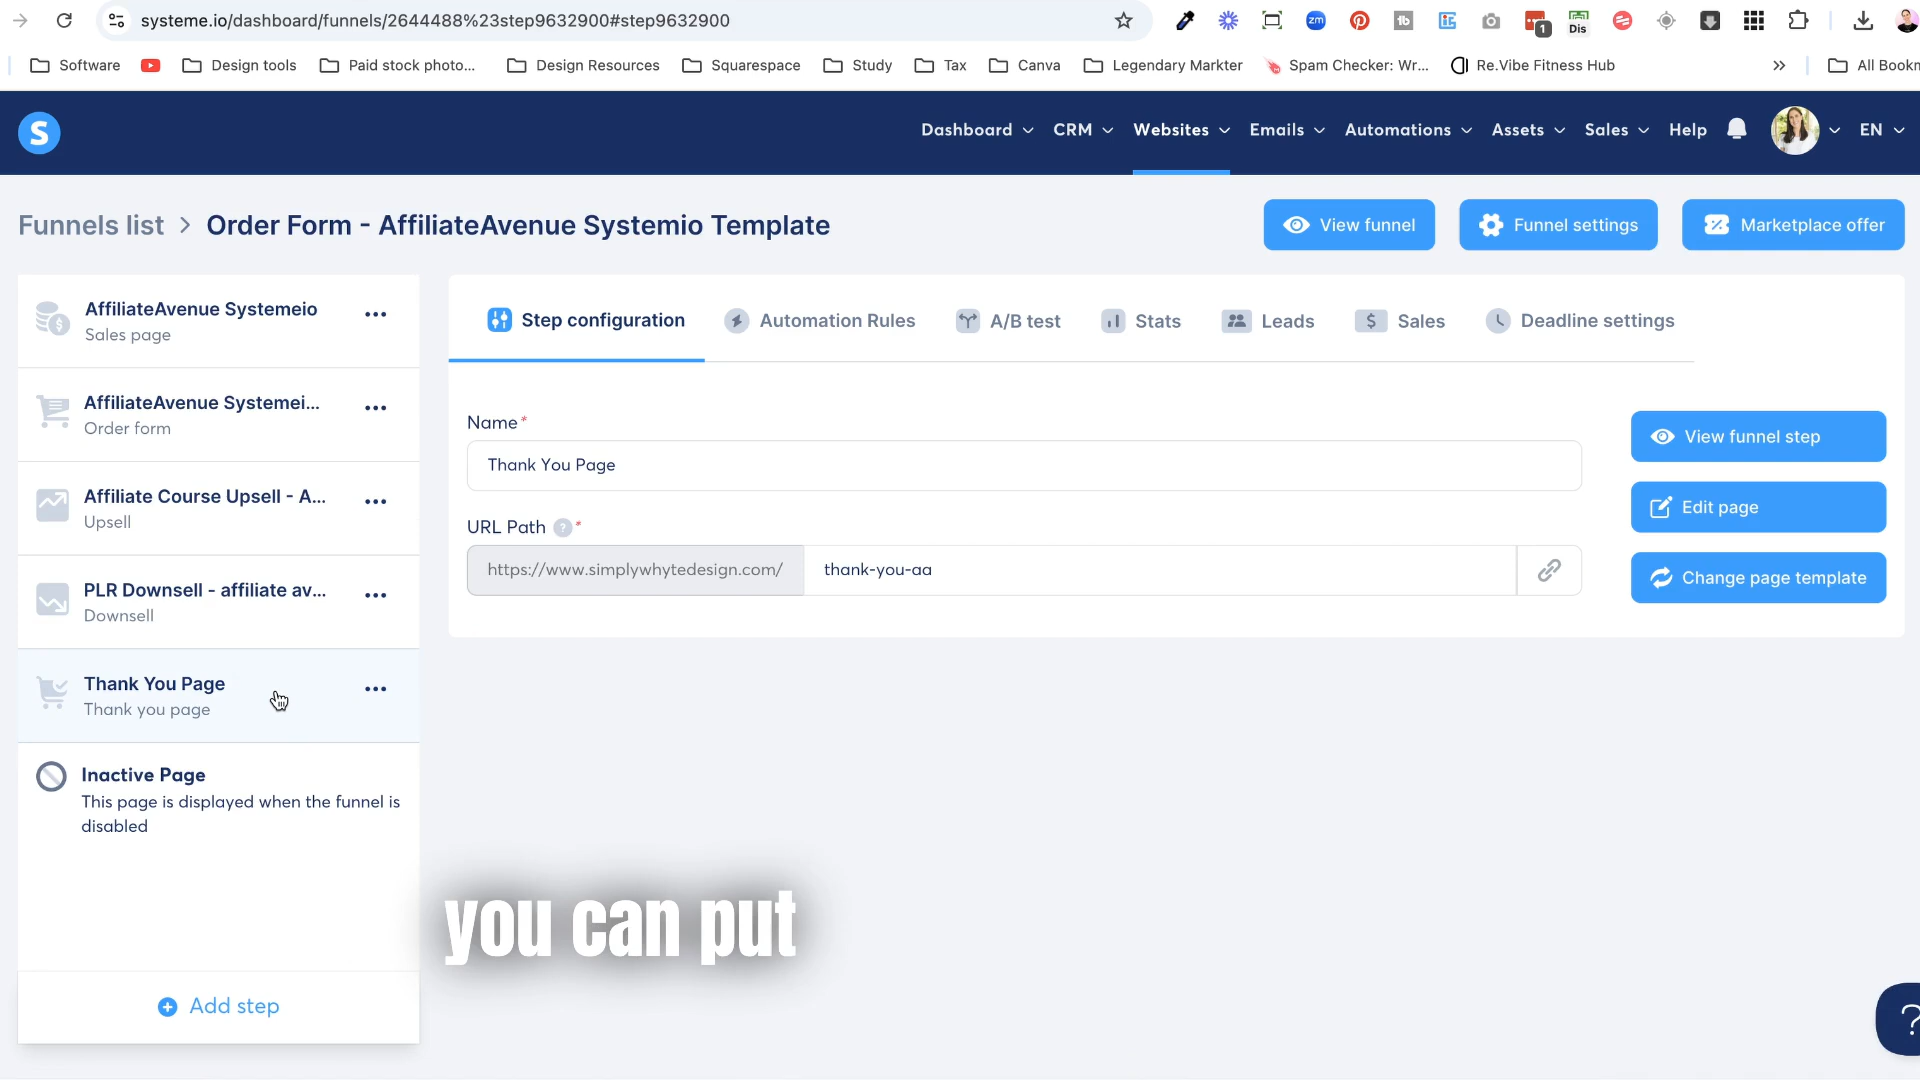 systeme.io/dashboard/funnels/2644488%23step9632900#step9632900
zm
1
Dis
Software
Design tools
Paid stock photo...
Design Resources
Squarespace
Study
Tax
Canva
Legendary Markter
Spam Checker: Wr...
Re.Vibe Fitness Hub
»
All Bookm
S
Dashboard
CRM
Websites
Emails
Automations
Assets
Sales
Help
EN
Funnels list > Order Form - AffiliateAvenue Systemio Template
View funnel
Funnel settings
Marketplace offer
AffiliateAvenue Systemeio
Sales page
AffiliateAvenue Systemei...
Order form
Affiliate Course Upsell - A...
Upsell
PLR Downsell - affiliate av...
Downsell
Thank You Page
Thank you page
Inactive Page
This page is displayed when the funnel is
disabled
Add step
Step configuration
Automation Rules
A/B test
Stats
Leads
Sales
Deadline settings
Name*
Thank You Page
URL Path ? *
https://www.simplywhytedesign.com/
thank-you-aa
View funnel step
Edit page
Change page template
you can put
?